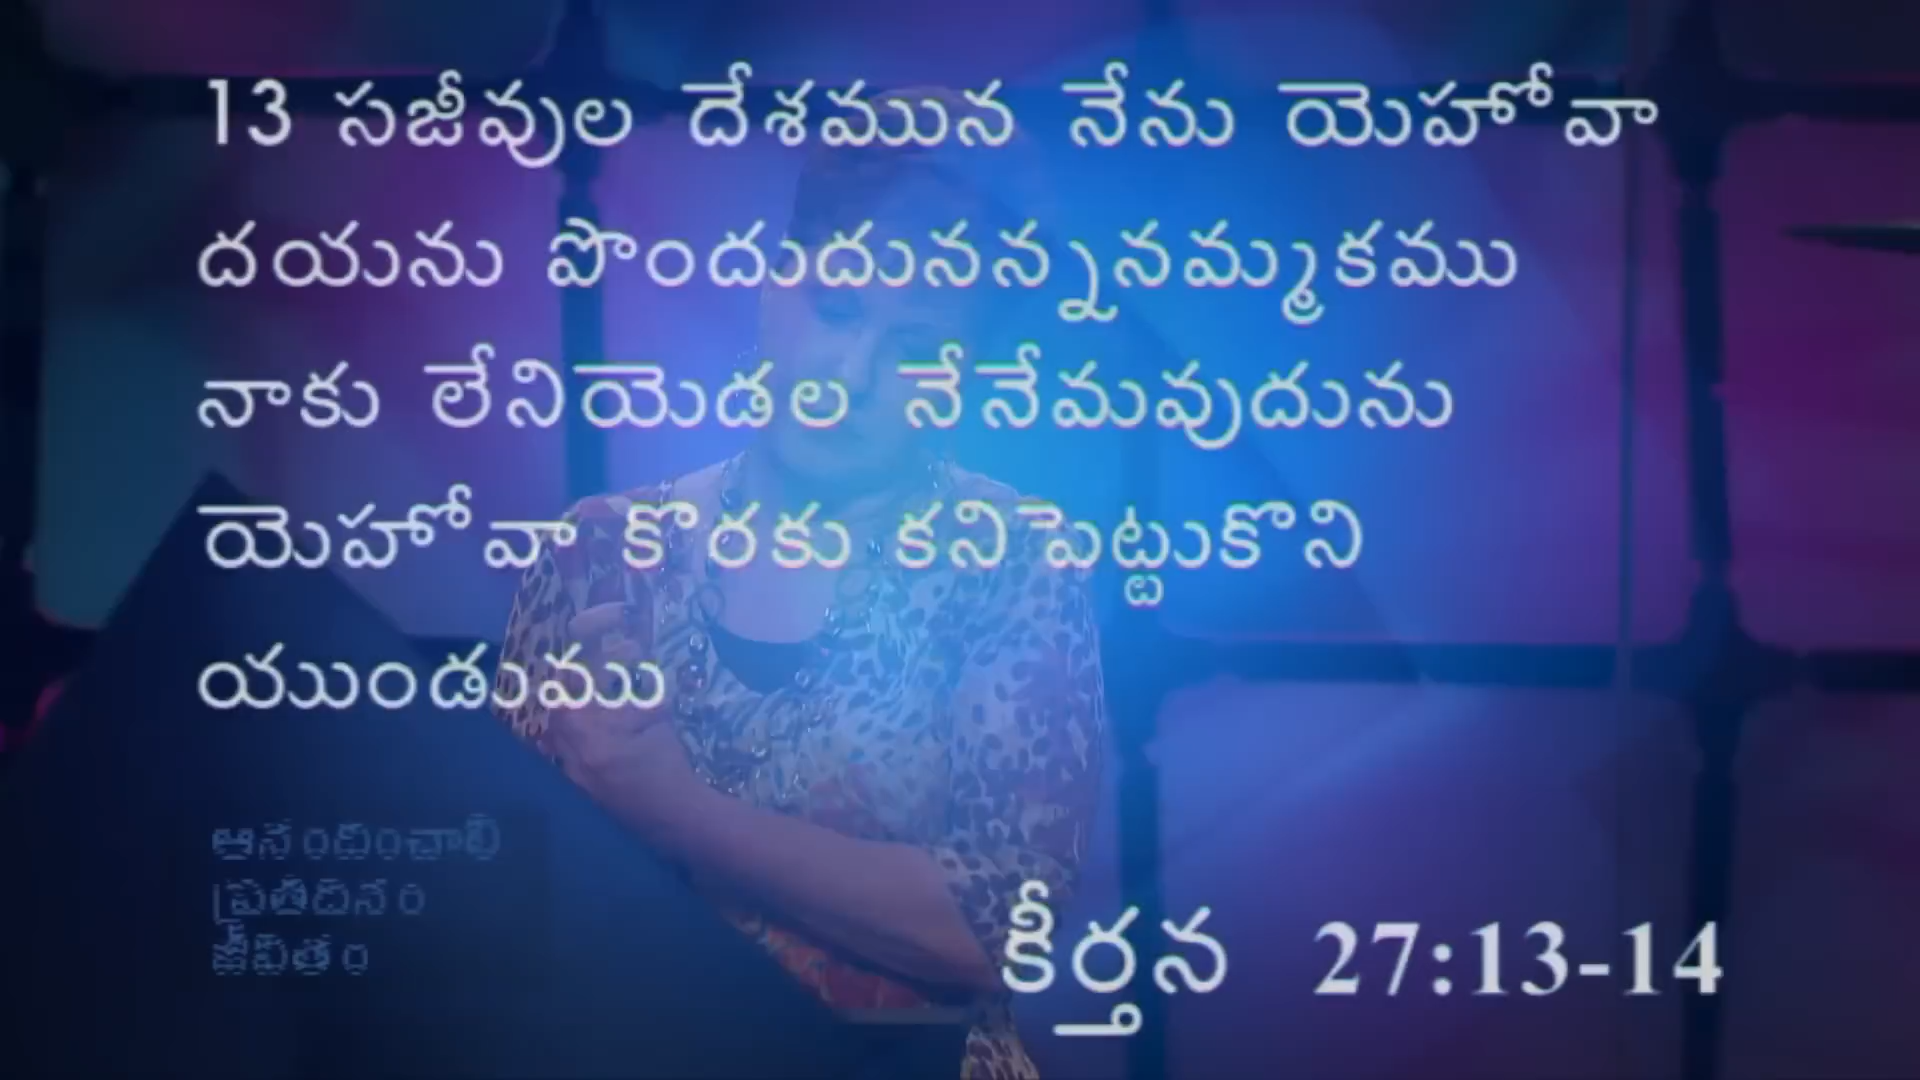 13 సజీవుల దేశమున నేను యెహోవా
దయను పొందుదునన్ననమ్మకము
నాకు లేనియెడల నేనేమవుదును
యెహోవా కొరకు కనిపెట్టుకొని
యుండుము
ఆనందించాలి
ప్రతిదినం
జీవితం
కీర్తన 27:13-14